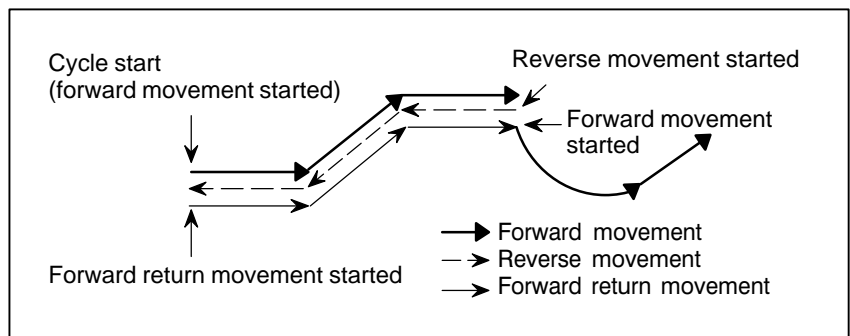 Cycle start
(forward movement started)
Reverse movement started
Forward movement
started
Forward return movement started
Forward movement
Reverse movement
Forward return movement